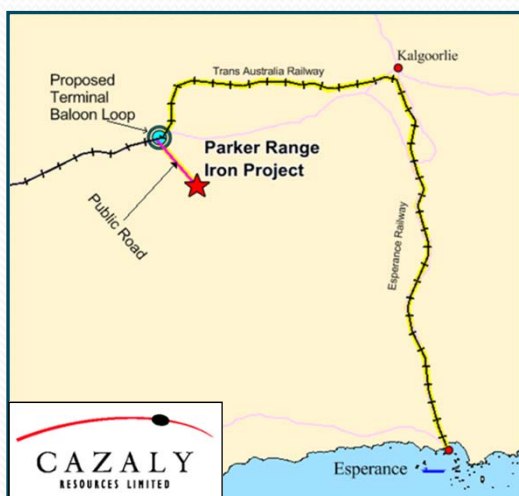 Kalgoorlie
Trans Australia Railway
Proposed
Terminal
Baloon Loop
Parker Range
Iron Project
Public Road
Esperance Railway
Esperance
CAZALY
RESOURCES LIMITED